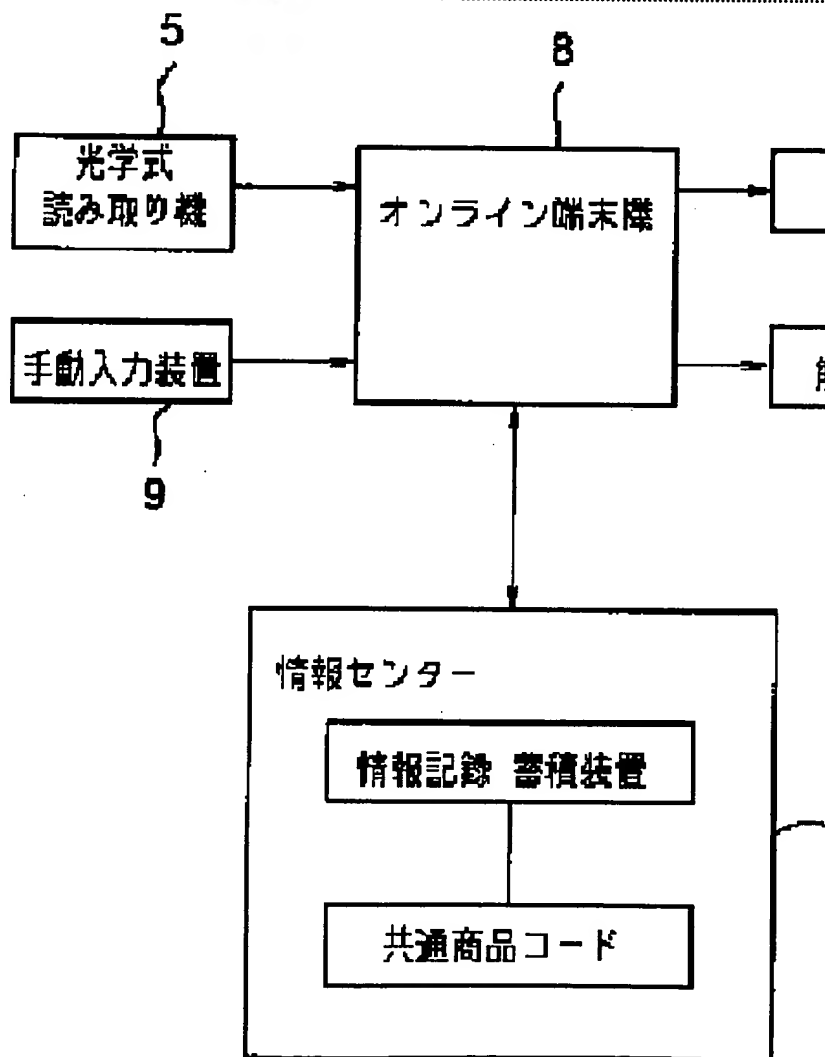 5
8
光学式
読み取り機
オンライン端末機
手動入力装置
9
情報センター
情報記録 蓄積装置
共通商品コード